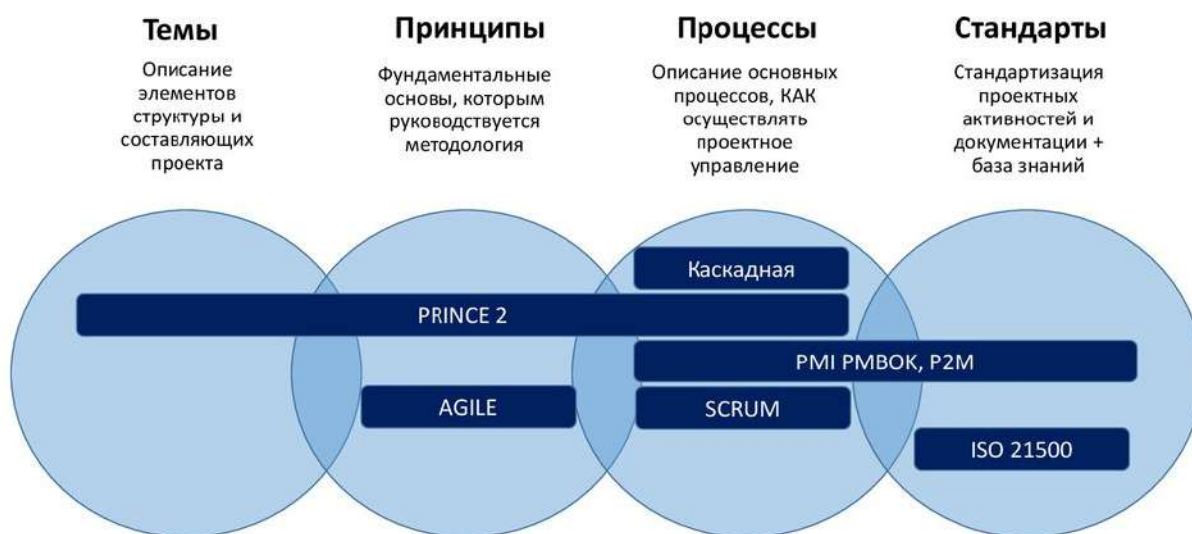 Темы
Описание
элементов
структуры и
составляющих
проекта
Принципы
Фундаментальные
основы, которым
руководствуется
методология
Процессы
Описание основных
процессов, КАК
осуществлять
проектное
управление
Стандарты
Стандартизация
проектных
активностей и
документации +
база знаний
Каскадная
PRINCE 2
PMI PMBOK, P2M
AGILE
SCRUM
ISO 21500